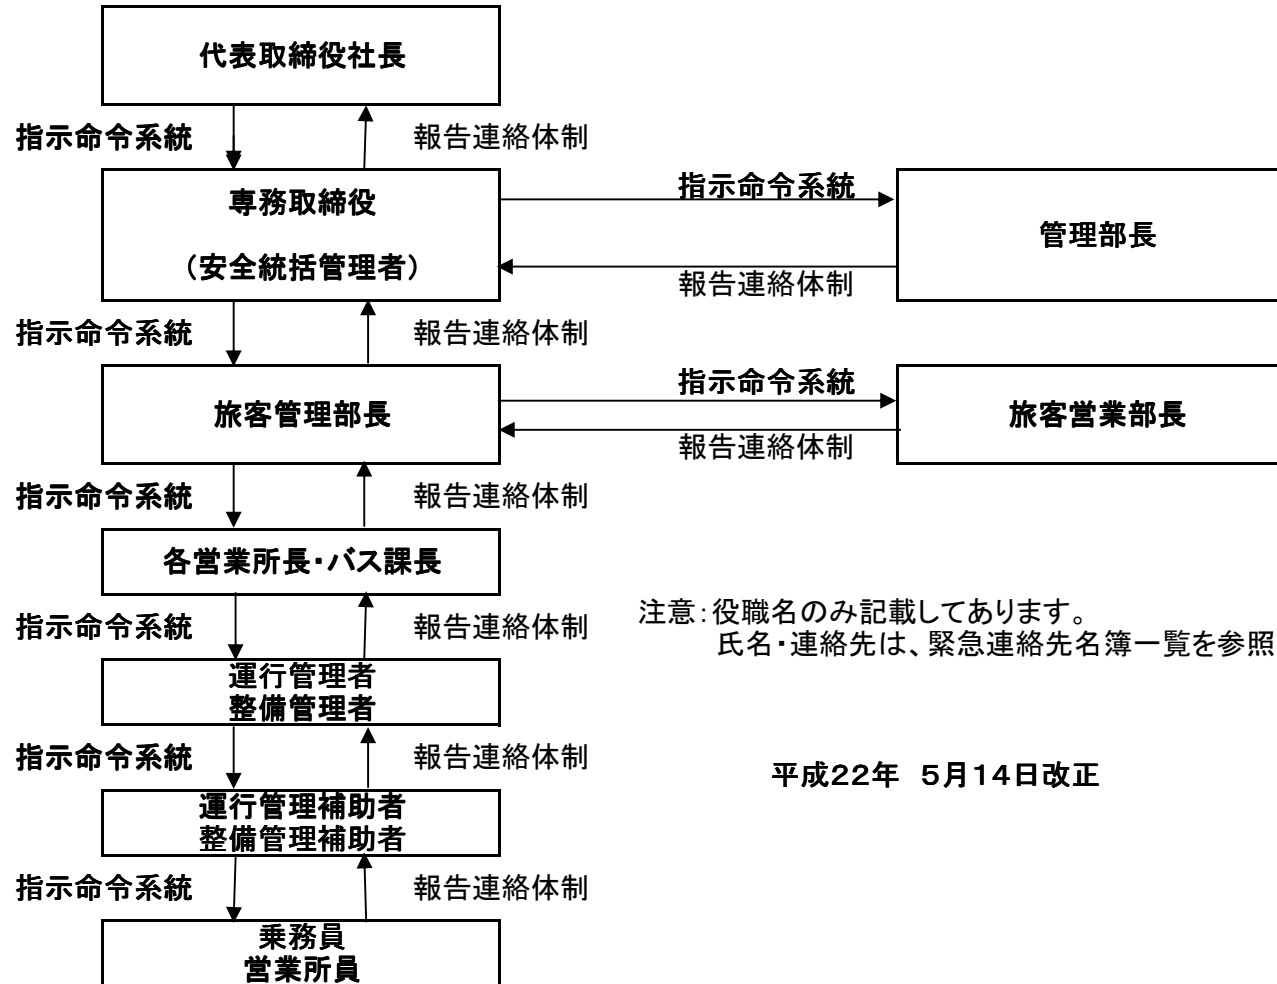 代表取締役社長
指示命令系統
報告連絡体制
専務取締役
（安全統括管理者）
指示命令系統
報告連絡体制
管理部長
指示命令系統
報告連絡体制
旅客管理部長
指示命令系統
報告連絡体制
旅客営業部長
指示命令系統
報告連絡体制
各営業所長・バス課長
指示命令系統
報告連絡体制
注意：役職名のみ記載してあります。
氏名・連絡先は、緊急連絡先名簿一覧を参照
運行管理者
整備管理者
指示命令系統
報告連絡体制
平成22年　5月14日改正
運行管理補助者
整備管理補助者
指示命令系統
報告連絡体制
乗務員
営業所員